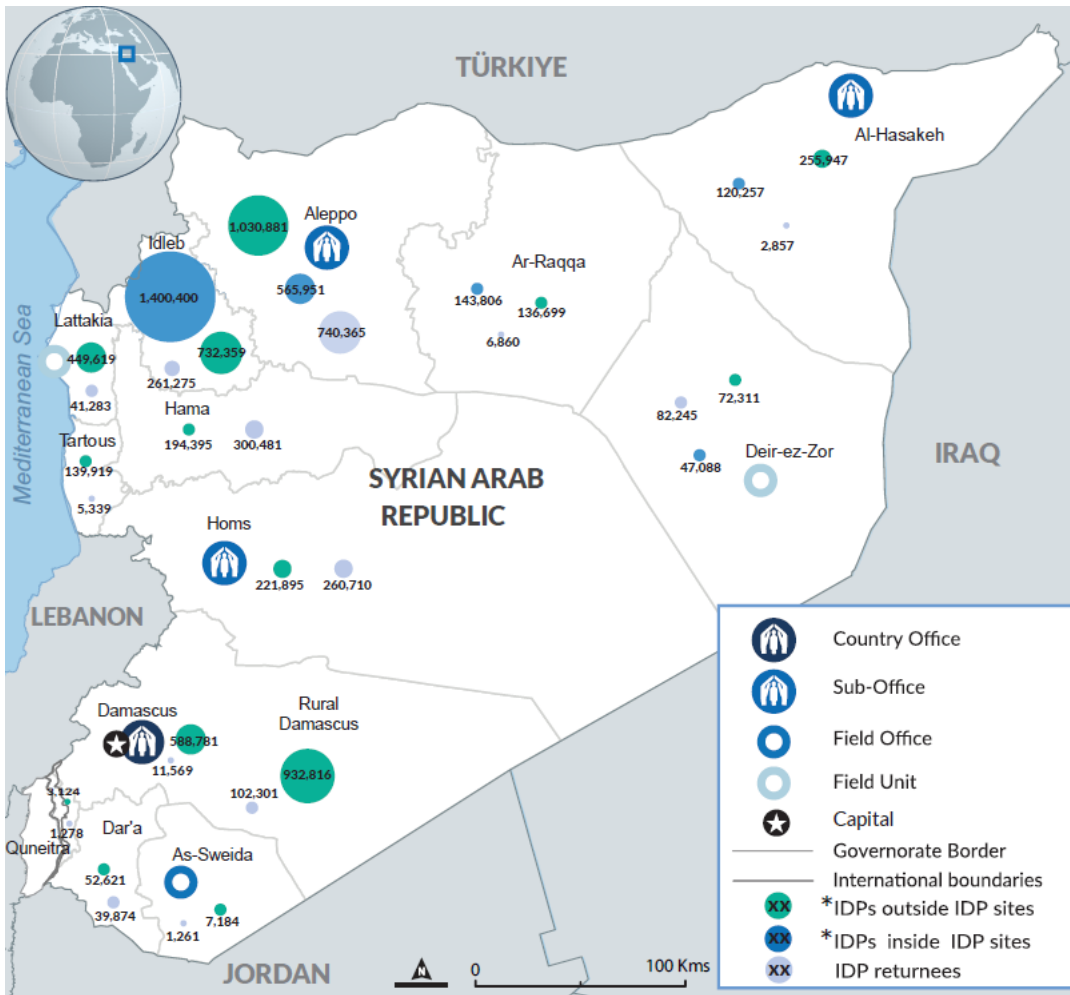 TÜRKIYE
Al-Hasakeh
255,947
120,257
2,857
Aleppo
1,030,881
565,951
740,365
Idleb
1,400,400
732,359
261,275
Ar-Raqqa
143,806
136,699
6,860
Lattakia
449,619
41,283
Mediterranean Sea
Hama
194,395
300,481
Tartous
139,919
5,339
72,311
82,245
47,088
Deir-ez-Zor
IRAQ
SYRIAN ARAB
REPUBLIC
Homs
221,895
260,710
LEBANON
Damascus
588,781
11,569
Rural
Damascus
932,816
102,301
3,124
1,278
Quneitra
Dar'a
52,621
39,874
As-Sweida
7,184
1,261
JORDAN
N
0
100 Kms
Country Office
Sub-Office
Field Office
Field Unit
Capital
Governorate Border
International boundaries
XX *IDPs outside IDP sites
XX *IDPs inside IDP sites
XX IDP returnees